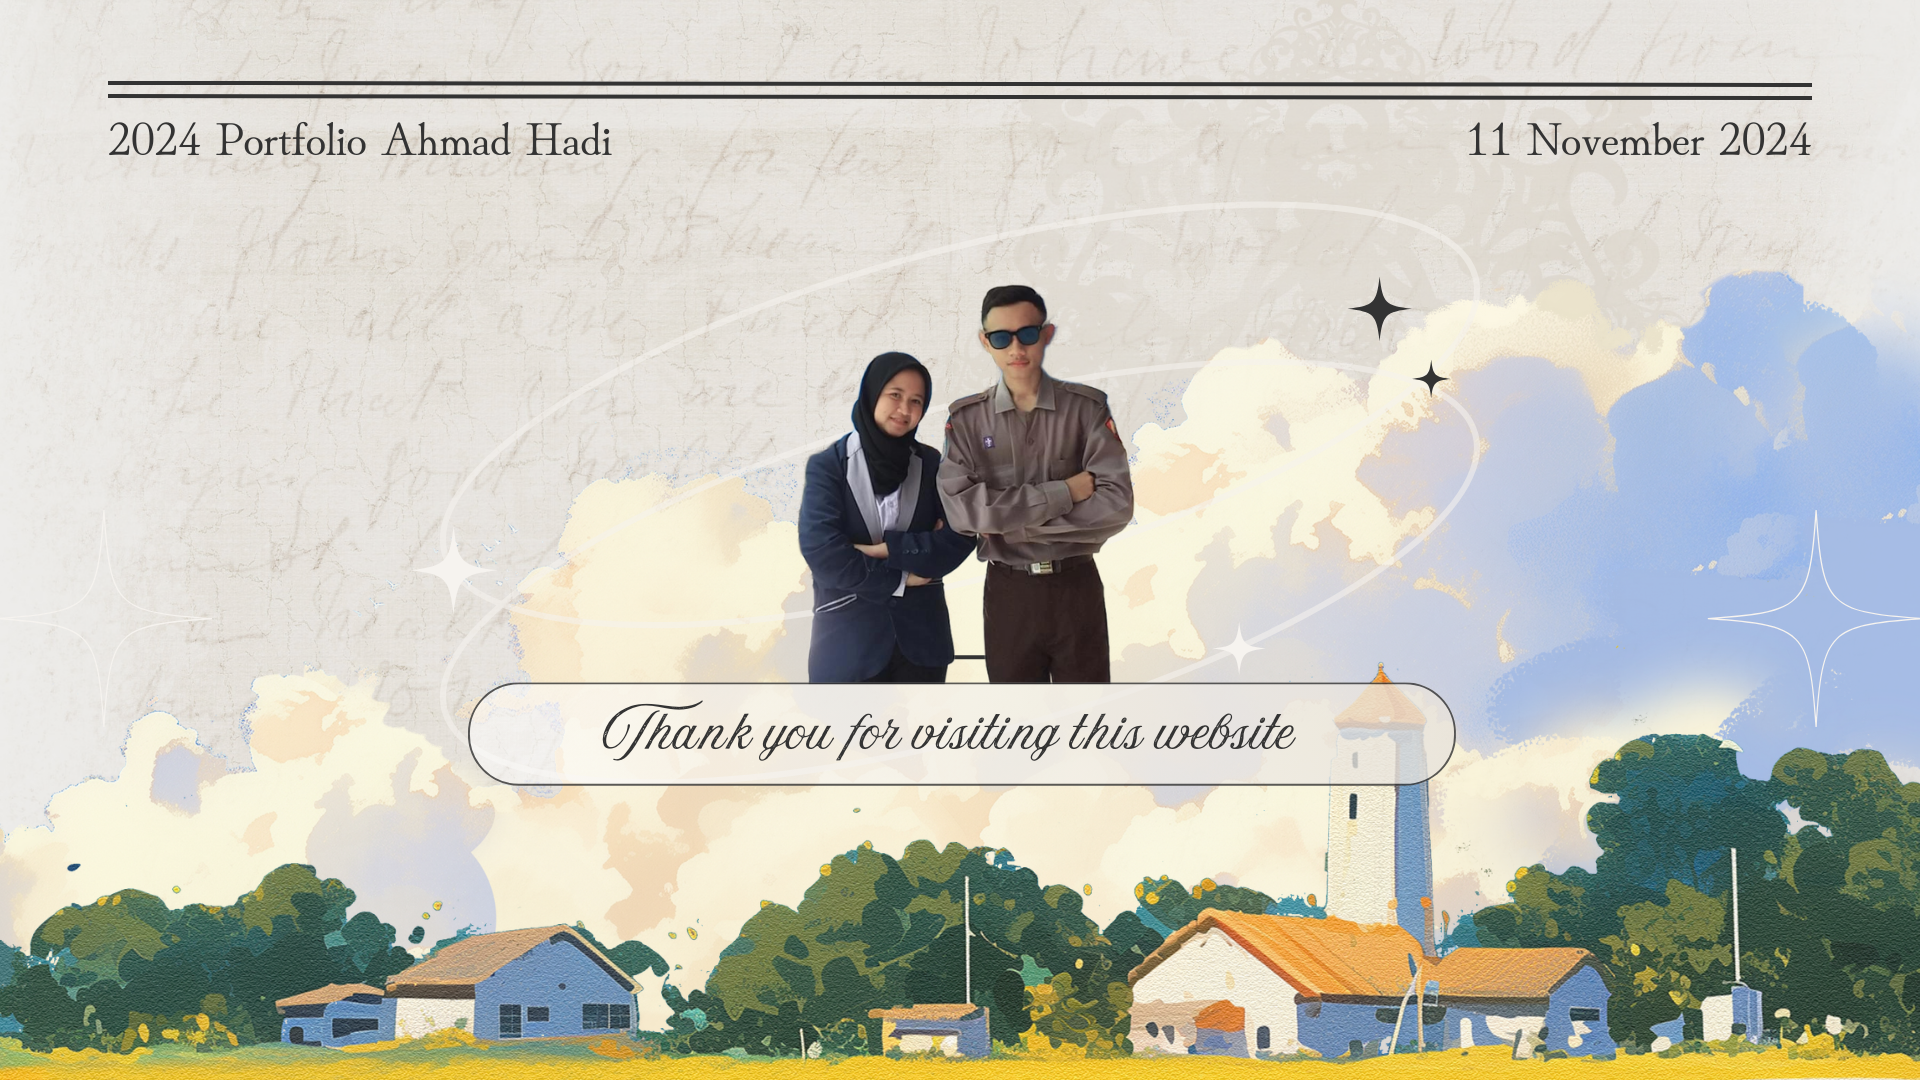 2024 Portfolio Ahmad Hadi
11 November 2024
Thank you for visiting this website